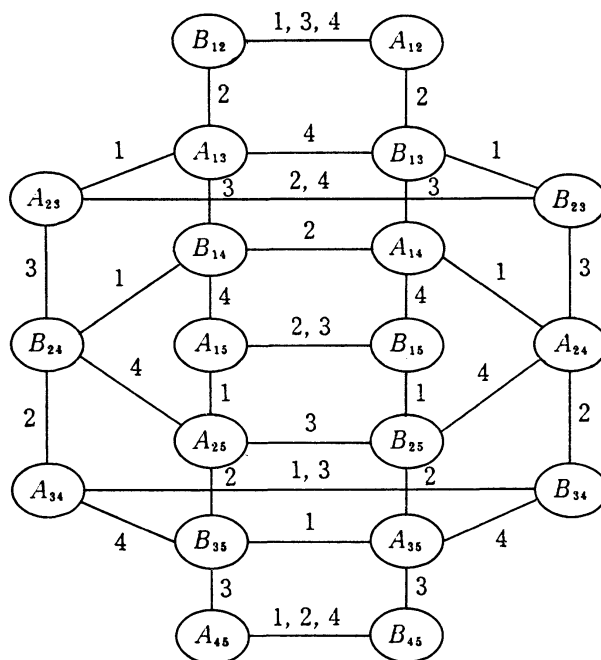 1, 3, 4
B₁₂ A₁₂
2 2
1 4 1
A₁₃ B₁₃
3 2, 4 3
A₂₃ B₂₃
3 1 2 1 3
B₁₄ A₁₄
4 4
2, 3
B₂₄ A₁₅ B₁₅ A₂₄
4 1 1 4
2 3 2
A₂₅ B₂₅
2 1, 3 2
A₃₄ B₃₄
4 1 4
B₃₅ A₃₅
3 3
1, 2, 4
A₄₅ B₄₅